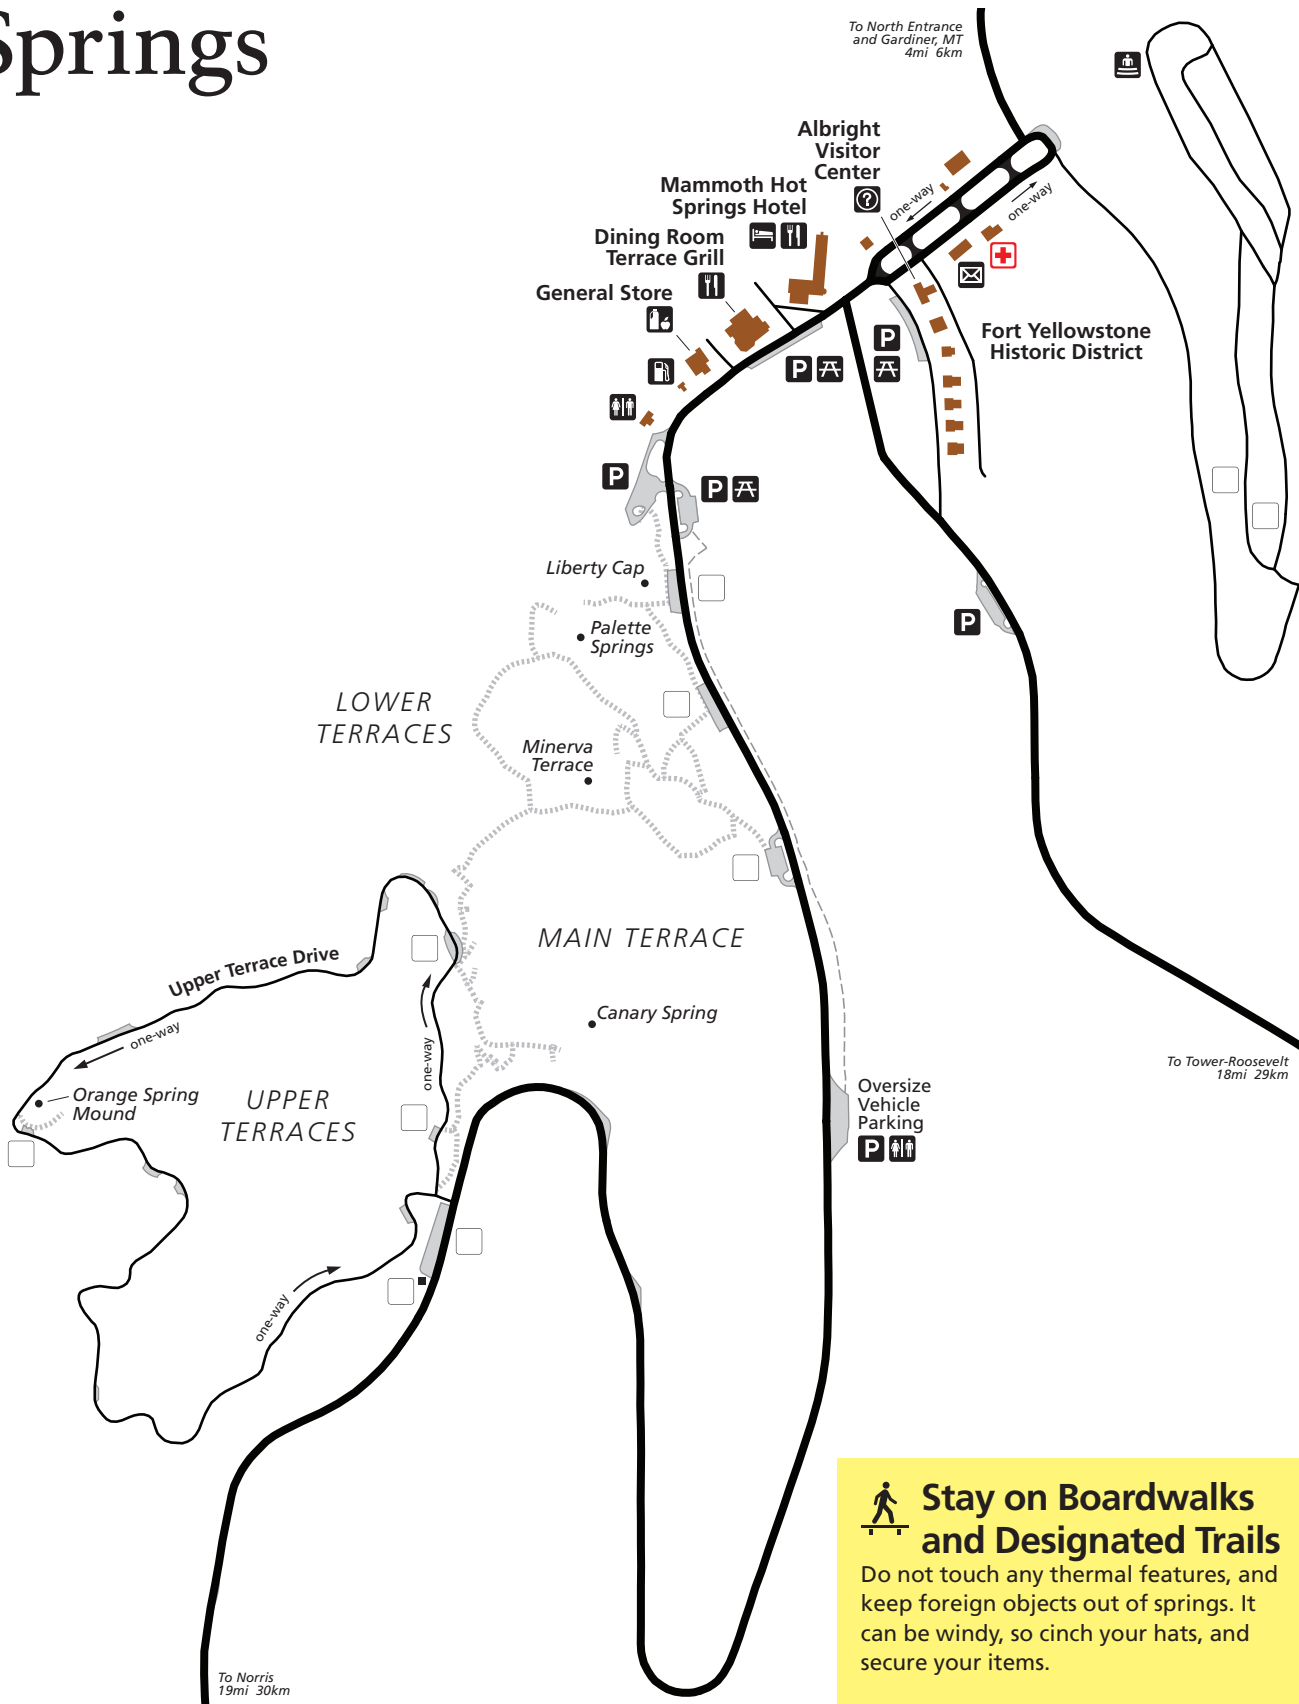 Springs
To North Entrance
and Gardiner, MT
4mi 6km
Albright
Visitor
Center
one-way
one-way
Mammoth Hot
Springs Hotel
Dining Room
Terrace Grill
General Store
Fort Yellowstone
Historic District
P
P
P
P
Liberty Cap
Palette
Springs
P
LOWER
TERRACES
Minerva
Terrace
MAIN TERRACE
Upper Terrace Drive
Canary Spring
one-way
one-way
To Tower-Roosevelt
18mi 29km
Orange Spring
Mound
UPPER
TERRACES
Oversize
Vehicle
Parking
P
one-way
Stay on Boardwalks
and Designated Trails
Do not touch any thermal features, and
keep foreign objects out of springs. It
can be windy, so cinch your hats, and
secure your items.
To Norris
19mi 30km